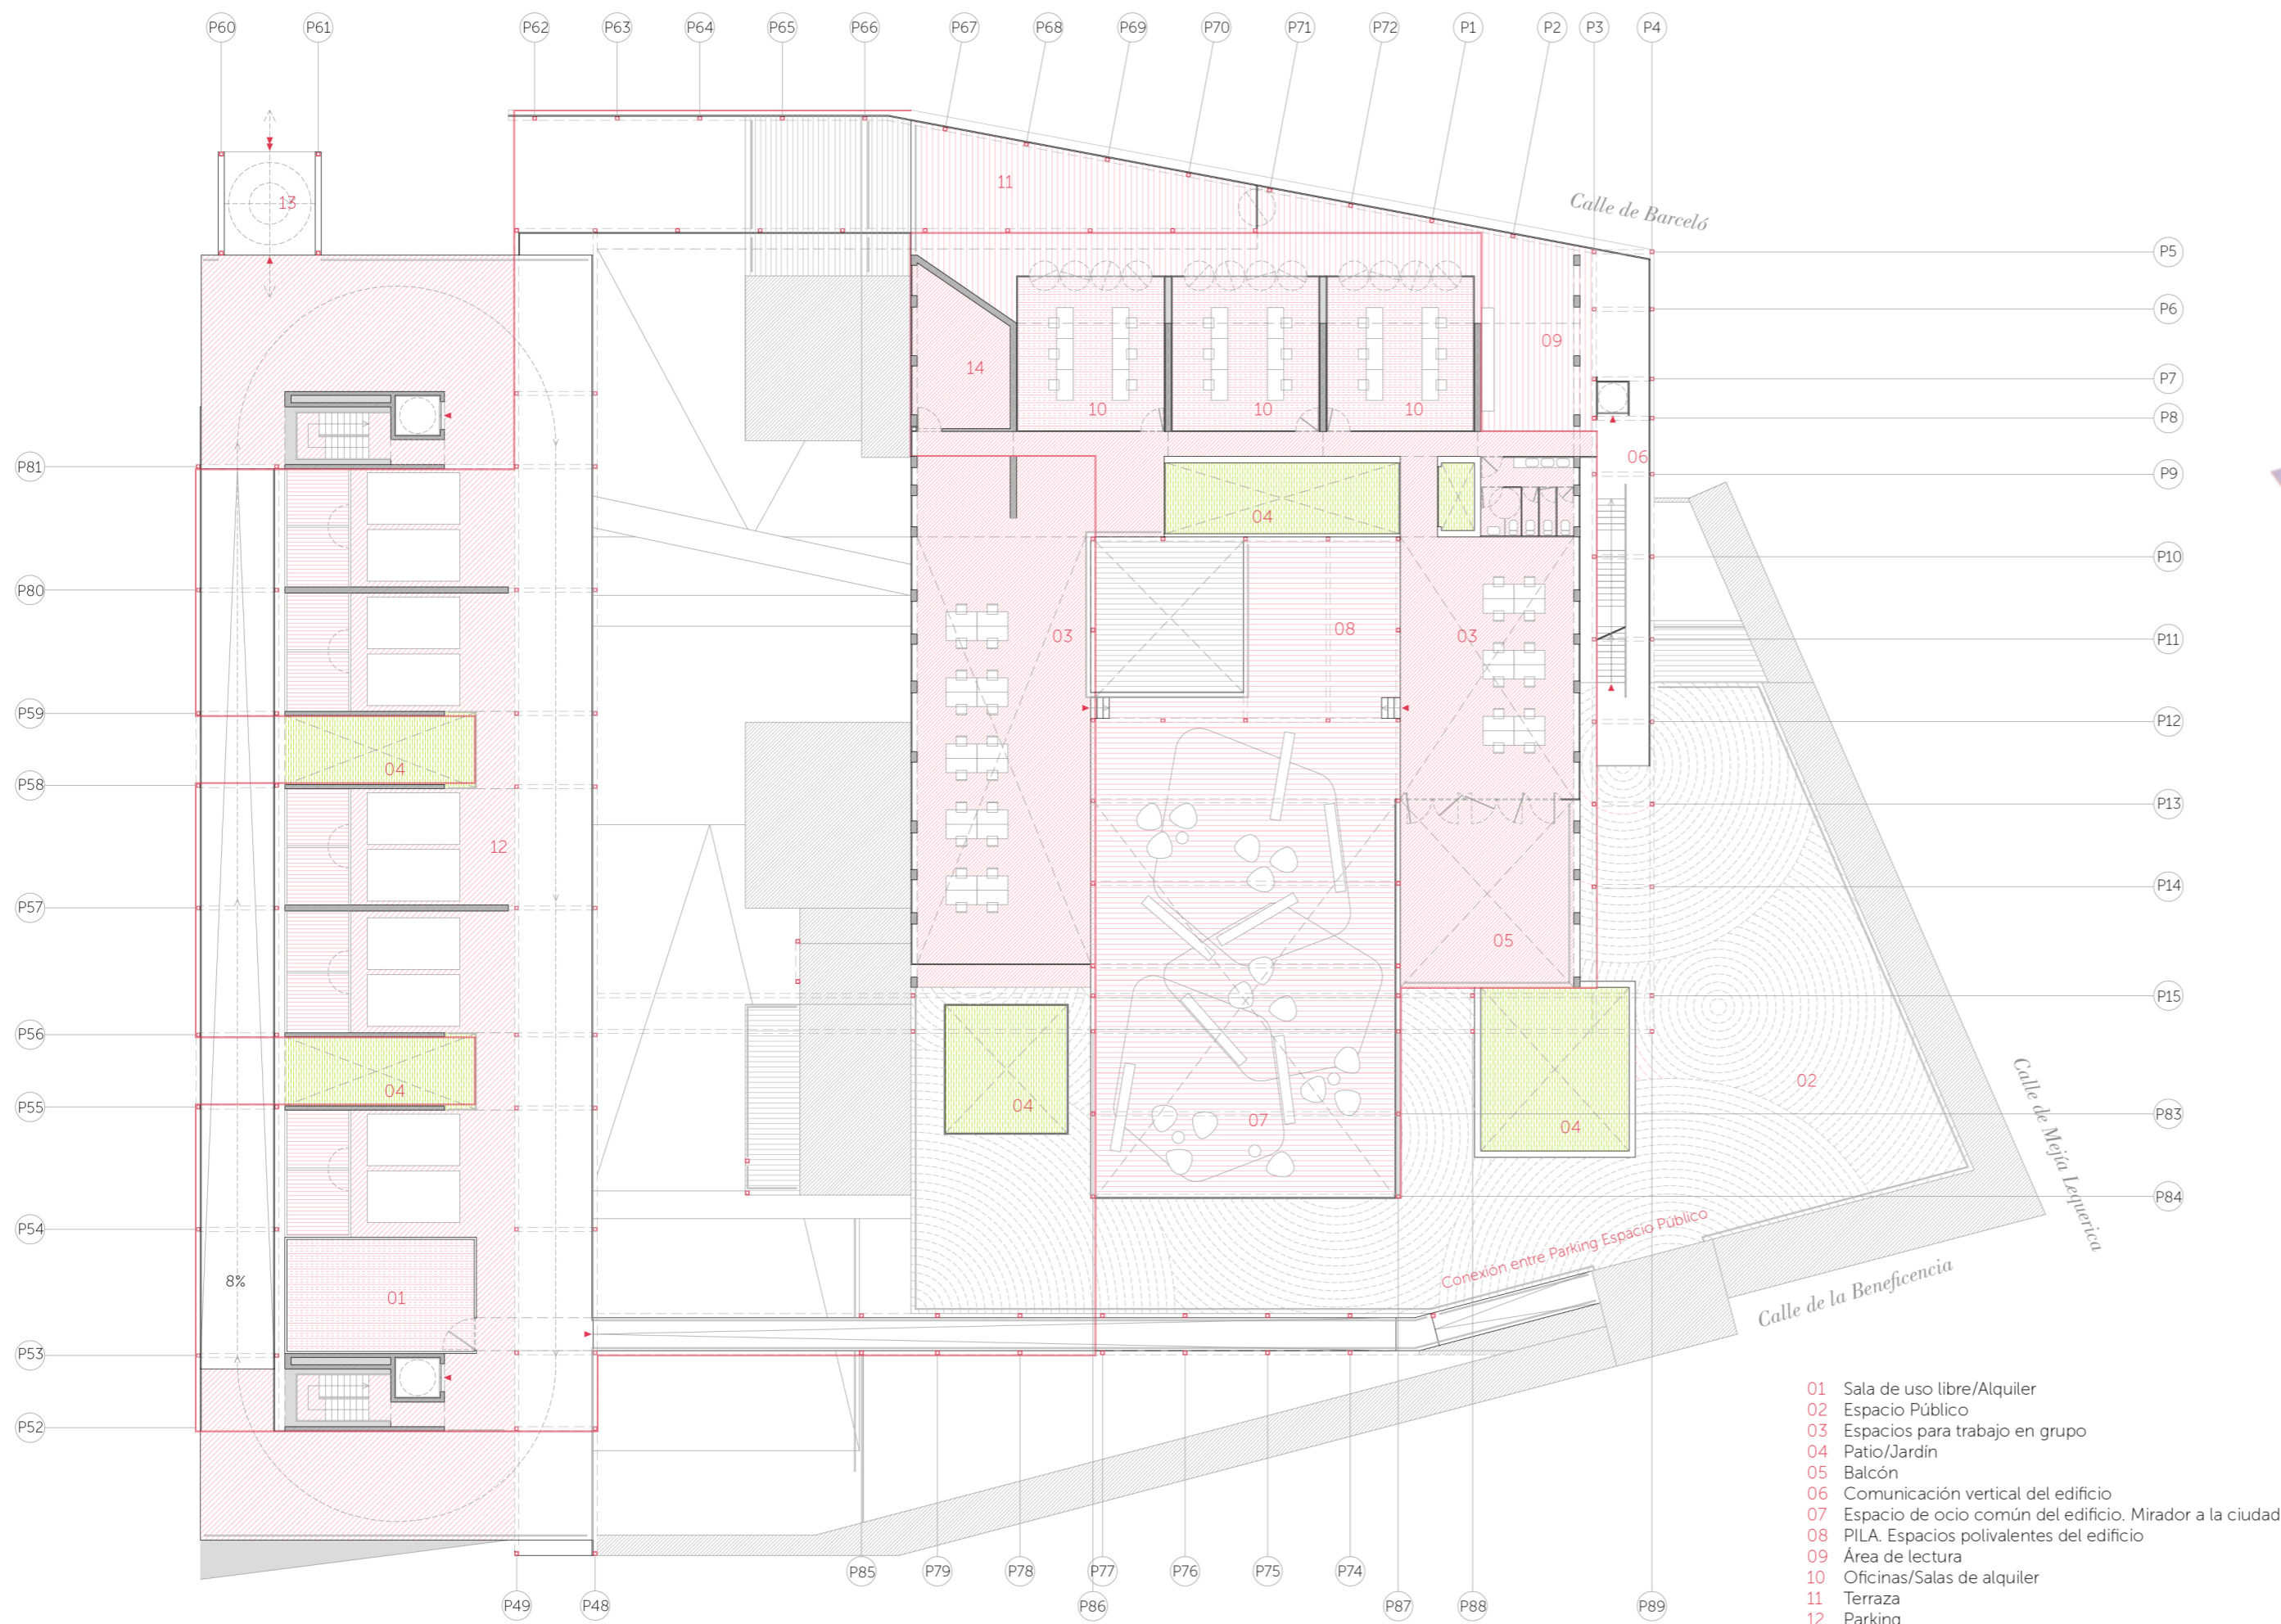 P60 P61 P62 P63 P64 P65 P66 P67 P68 P69 P70 P71 P72 P1 P2 P3 P4
13
11
Calle de Barceló
P5
P6
09
14
P7
10 10 10
P8
06
P81
P9
04
P10
P80
03 08 03
P11
P59
P12
04
P58
P13
12
P14
P57
05
P15
P56
02
04
04
07
04
P55
P83
Calle de Mejía Lequerica
P84
Conexión entre Parking Espacio Público
P54
8%
01
Calle de la Beneficencia
P53
P52
01 Sala de uso libre/Alquiler
02 Espacio Público
03 Espacios para trabajo en grupo
04 Patio/Jardín
05 Balcón
06 Comunicación vertical del edificio
07 Espacio de ocio común del edificio. Mirador a la ciudad
08 PILA. Espacios polivalentes del edificio
09 Área de lectura
10 Oficinas/Salas de alquiler
11 Terraza
12 Parking
P85 P79 P78 P77 P76 P75 P74
P49 P48 P86 P87 P88 P89